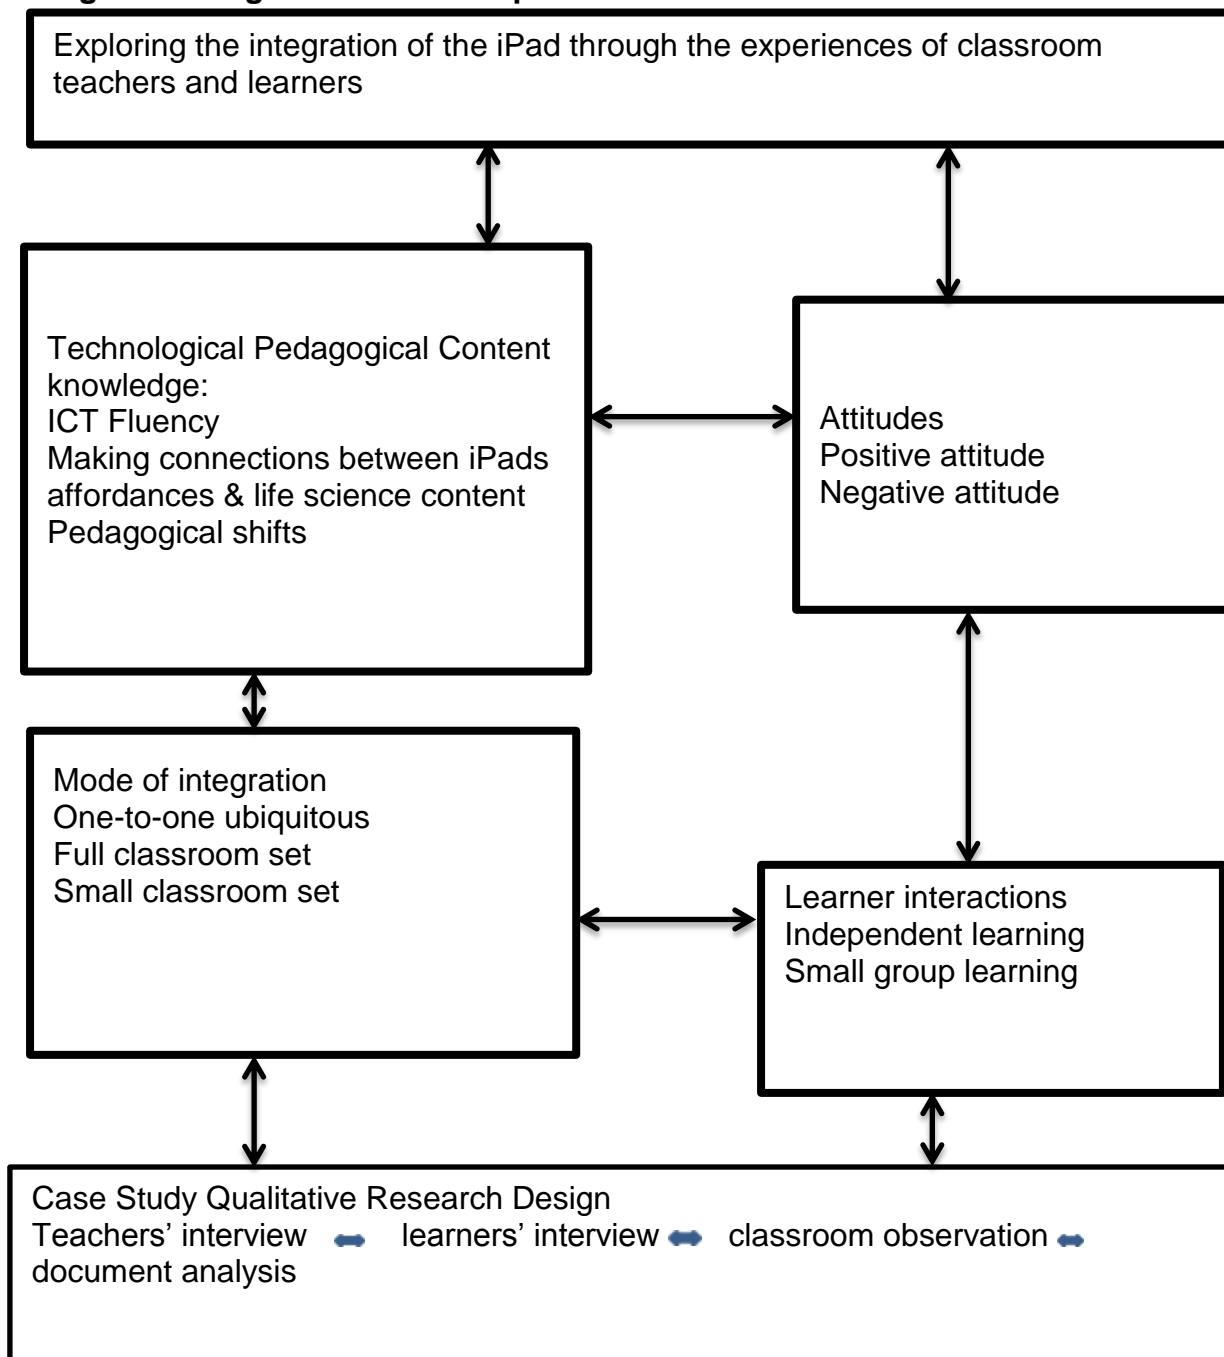 Exploring the integration of the iPad through the experiences of classroom
teachers and learners
Technological Pedagogical Content
knowledge:
ICT Fluency
Making connections between iPads
affordances & life science content
Pedagogical shifts
Attitudes
Positive attitude
Negative attitude
Mode of integration
One-to-one ubiquitous
Full classroom set
Small classroom set
Learner interactions
Independent learning
Small group learning
Case Study Qualitative Research Design
Teachers’ interview learners’ interview classroom observation
document analysis